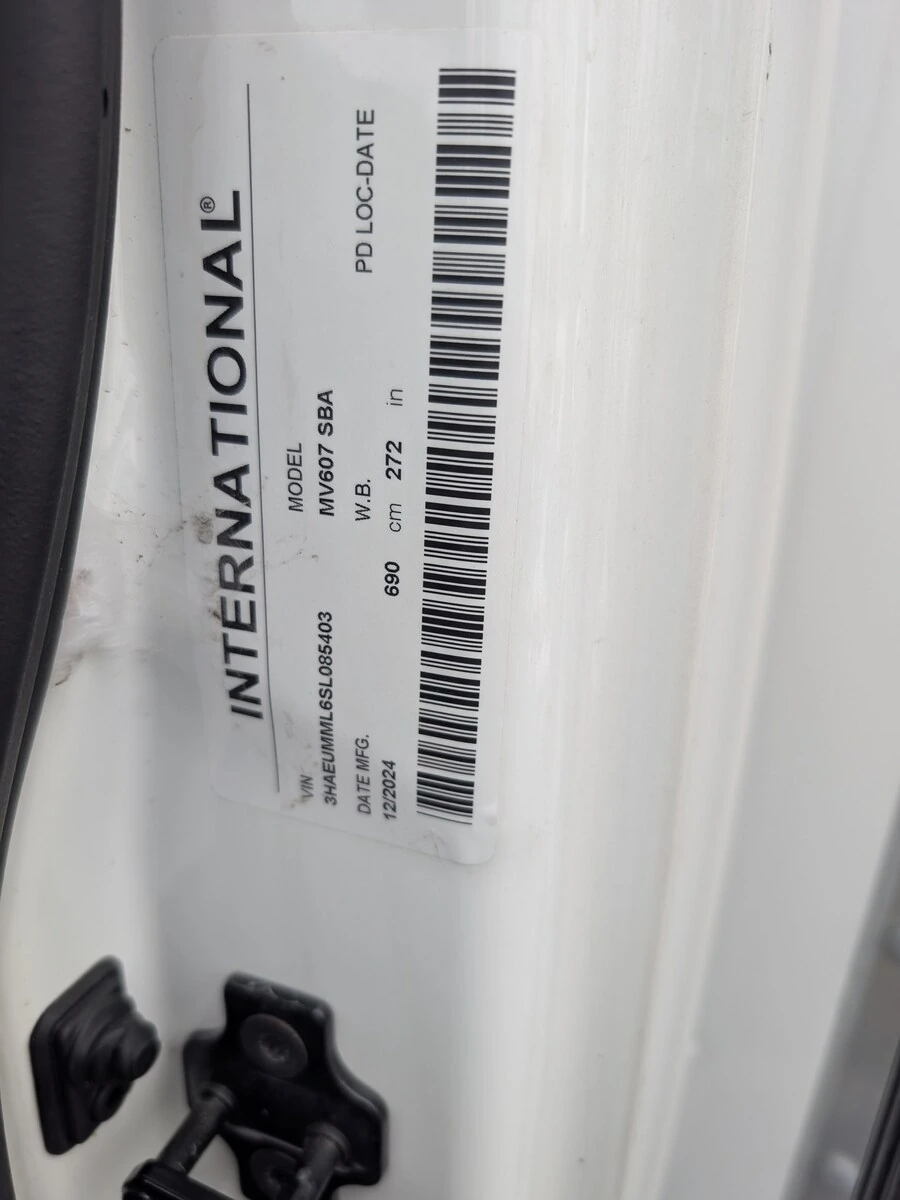 INTERNATIONAL®
VIN MODEL
3HAEUMML6SL085403 MV607 SBA
DATE MFG. W.B. PD LOC-DATE
12/2024 690 cm 272 in